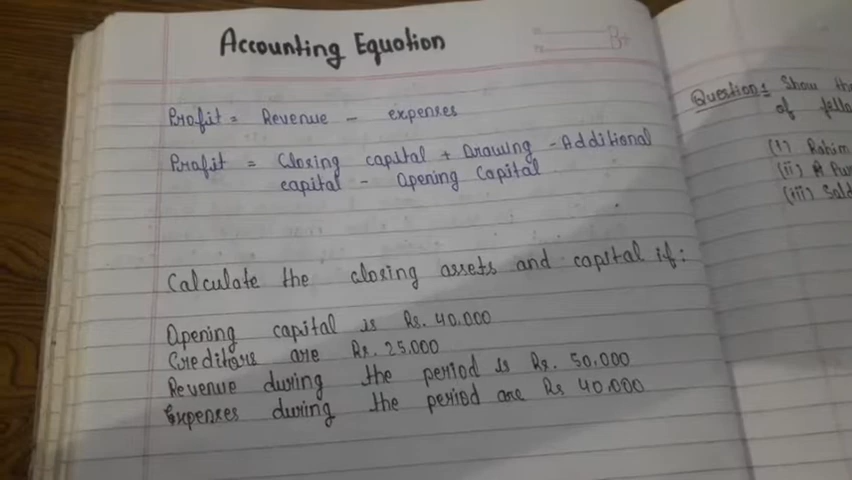 Accounting Equation
Profit = Revenue - expenses
Profit = Closing capital + Drawing - Additional
capital - Opening Capital
Calculate the closing assets and capital if:
Opening capital is Rs. 40.000
Creditors are Rs. 25.000
Revenue during the period is Rs. 50.000
Expenses during the period are Rs 40.000
Question: Show the
of
(i) Rahim
(ii)
(iii) Sold